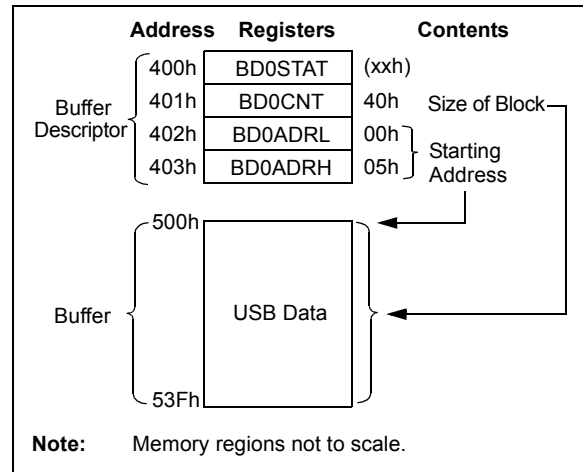 Address Registers Contents
400h BD0STAT (xxh)
401h BD0CNT 40h Size of Block
Buffer Descriptor
402h BD0ADRL 00h
403h BD0ADRH 05h
Starting Address
500h
Buffer USB Data
53Fh
Note: Memory regions not to scale.